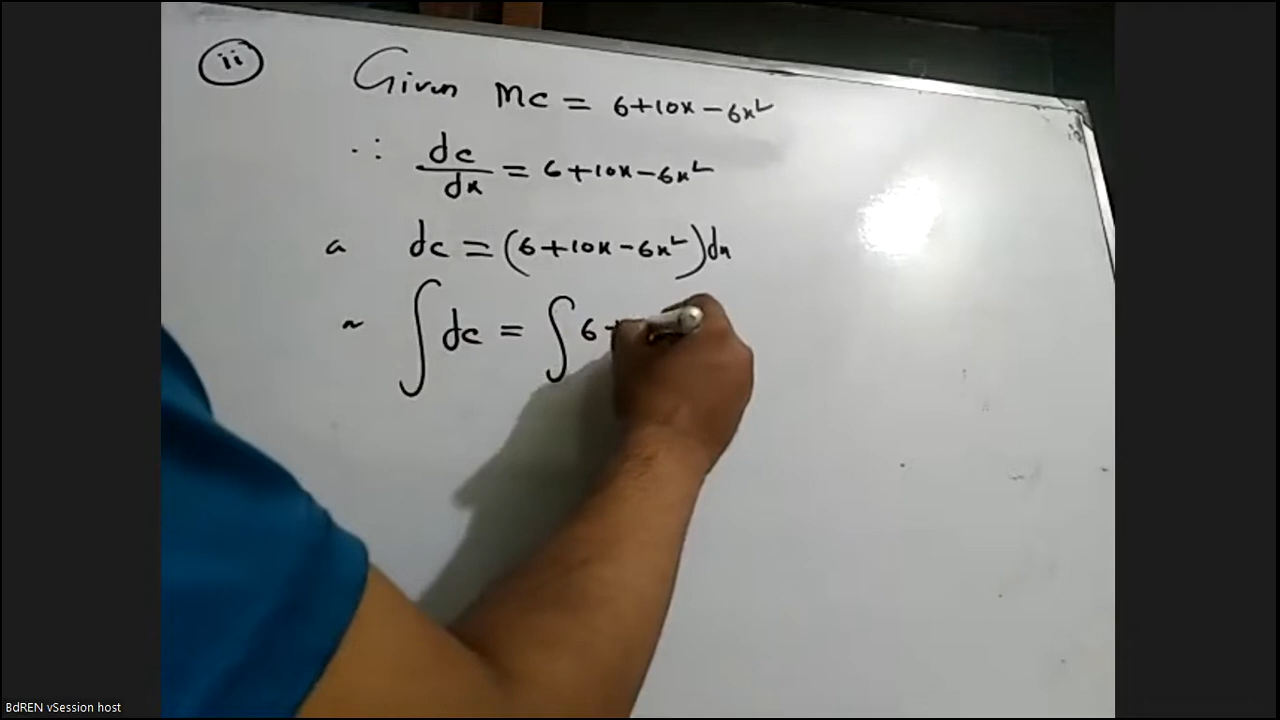 ii Given MC = 6+10x-6x²
∴ dc/dx = 6+10x-6x²
a dc = (6+10x-6x²)dx
~ ∫dc = ∫6+
BdREN vSession host